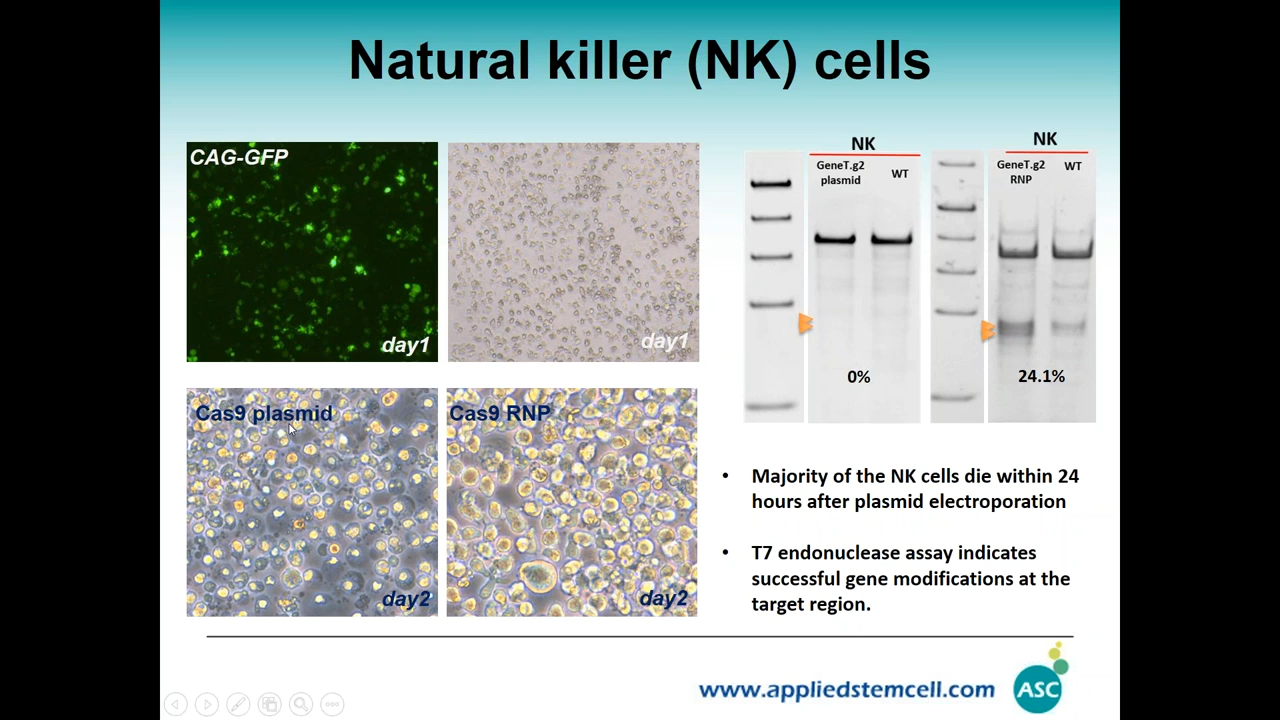 Natural killer (NK) cells
CAG-GFP
day1
day1
Cas9 plasmid
day2
Cas9 RNP
day2
NK
GeneT.g2
plasmid
WT
0%
NK
GeneT.g2
RNP
WT
24.1%
• Majority of the NK cells die within 24
hours after plasmid electroporation
• T7 endonuclease assay indicates
successful gene modifications at the
target region.
www.appliedstemcell.com
ASC